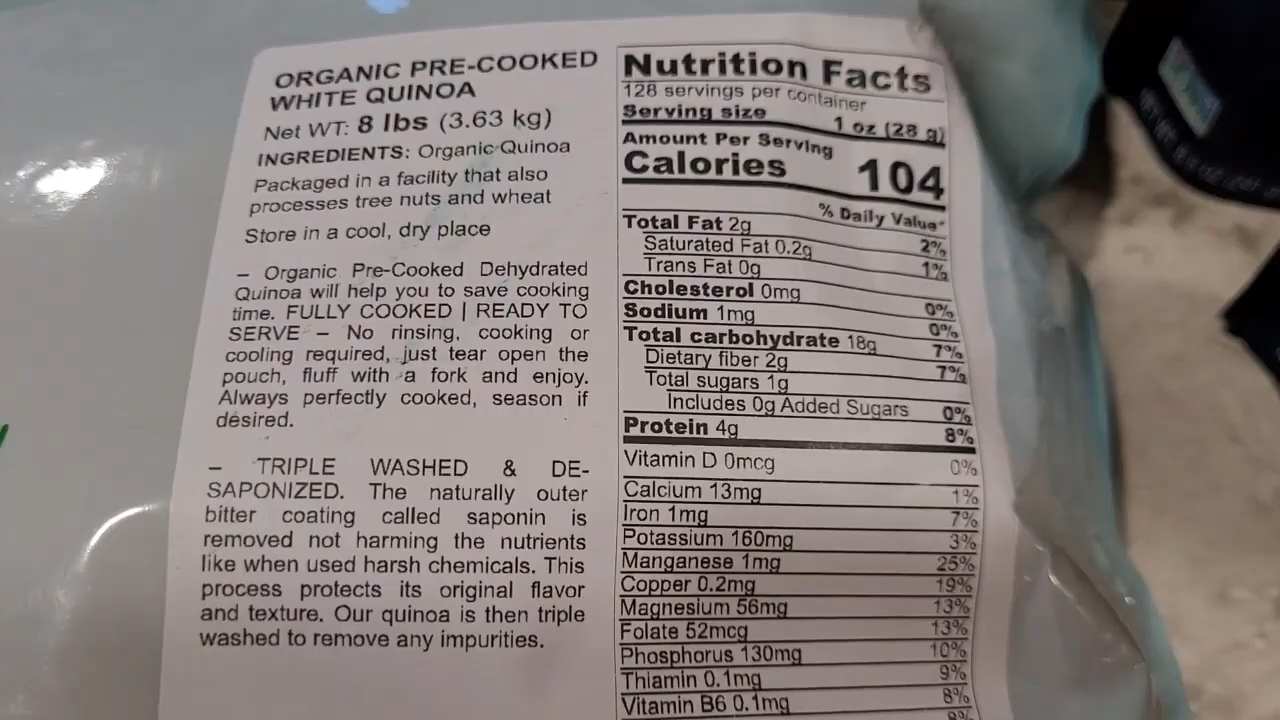 ORGANIC PRE-COOKED
WHITE QUINOA
Net WT: 8 lbs (3.63 kg)
INGREDIENTS: Organic Quinoa
Packaged in a facility that also
processes tree nuts and wheat
Store in a cool, dry place
– Organic Pre-Cooked Dehydrated
Quinoa will help you to save cooking
time. FULLY COOKED | READY TO
SERVE – No rinsing, cooking or
cooling required, just tear open the
pouch, fluff with a fork and enjoy.
Always perfectly cooked, season if
desired.
– TRIPLE WASHED & DE-
SAPONIZED. The naturally outer
bitter coating called saponin is
removed not harming the nutrients
like when used harsh chemicals. This
process protects its original flavor
and texture. Our quinoa is then triple
washed to remove any impurities.
Nutrition Facts
128 servings per container
Serving size 1 oz (28 g)
Amount Per Serving
Calories 104
% Daily Value*
Total Fat 2g 2%
Saturated Fat 0.2g 1%
Trans Fat 0g
Cholesterol 0mg 0%
Sodium 1mg 0%
Total carbohydrate 18g 7%
Dietary fiber 2g 7%
Total sugars 1g
Includes 0g Added Sugars 0%
Protein 4g 8%
Vitamin D 0mcg 0%
Calcium 13mg 1%
Iron 1mg 7%
Potassium 160mg 3%
Manganese 1mg 25%
Copper 0.2mg 19%
Magnesium 56mg 13%
Folate 52mcg 13%
Phosphorus 130mg 10%
Thiamin 0.1mg 9%
Vitamin B6 0.1mg 8%
8%